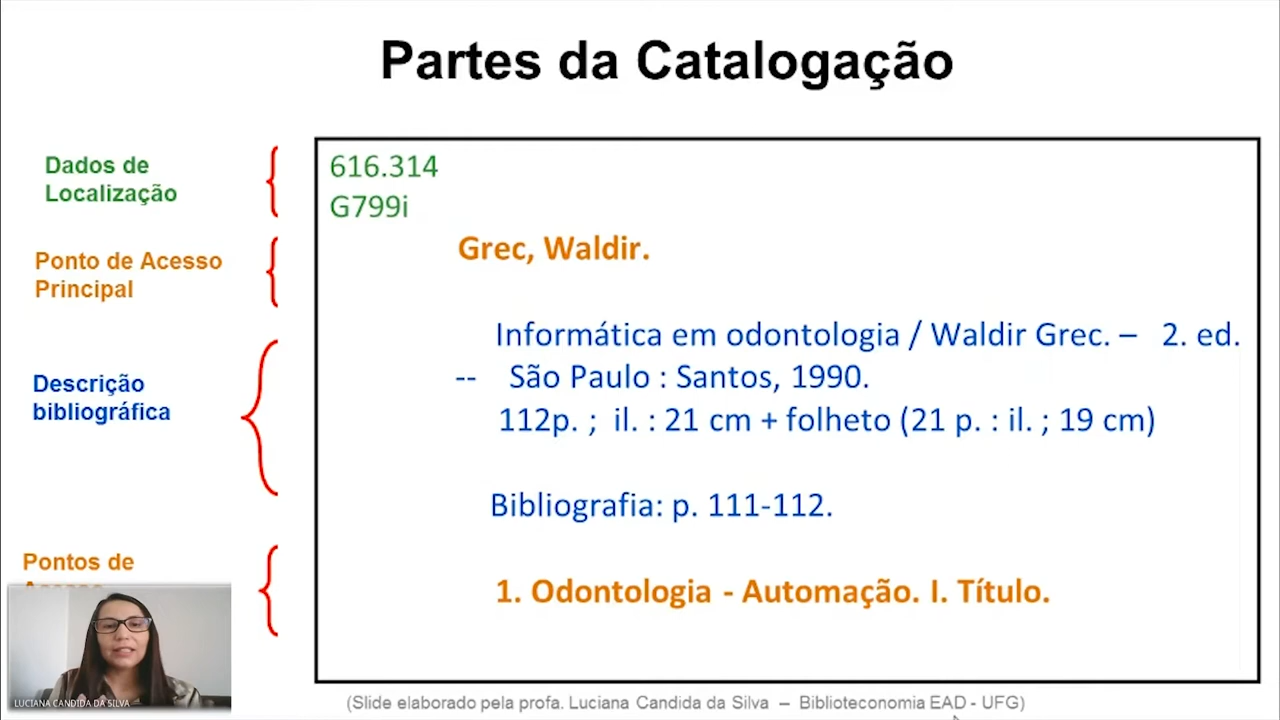 Partes da Catalogação
Dados de
Localização
616.314
G799i
Ponto de Acesso
Principal
Grec, Waldir.
Descrição
bibliográfica
Informática em odontologia / Waldir Grec. – 2. ed.
-- São Paulo : Santos, 1990.
112p. ; il. : 21 cm + folheto (21 p. : il. ; 19 cm)
Bibliografia: p. 111-112.
Pontos de
1. Odontologia - Automação. I. Título.
LUCIANA CANDIDA DA SILVA
(Slide elaborado pela profa. Luciana Candida da Silva – Biblioteconomia EAD - UFG)